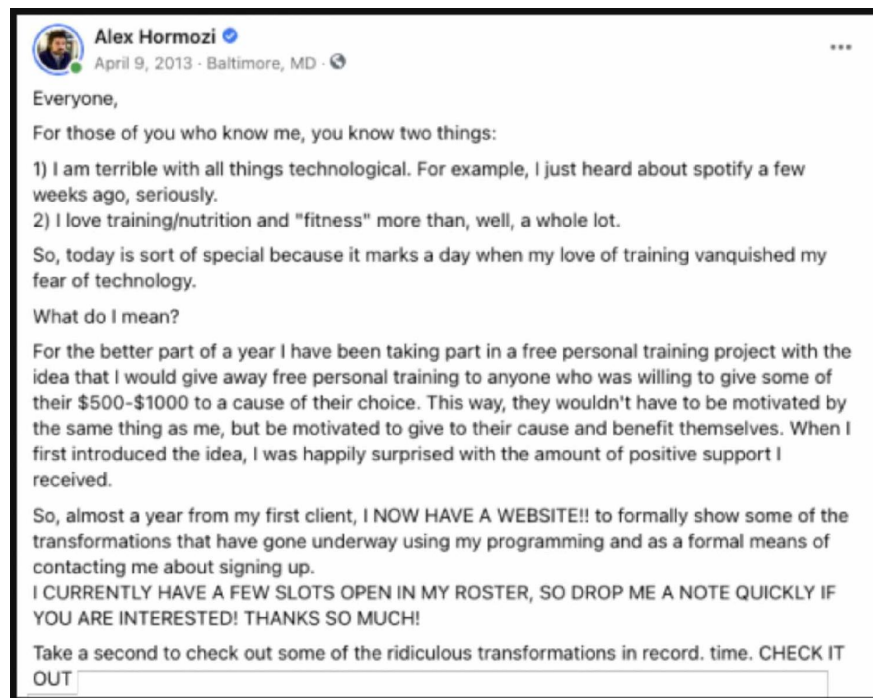 Alex Hormozi
April 9, 2013 · Baltimore, MD ·
Everyone,
For those of you who know me, you know two things:
1) I am terrible with all things technological. For example, I just heard about spotify a few
weeks ago, seriously.
2) I love training/nutrition and "fitness" more than, well, a whole lot.
So, today is sort of special because it marks a day when my love of training vanquished my
fear of technology.
What do I mean?
For the better part of a year I have been taking part in a free personal training project with the
idea that I would give away free personal training to anyone who was willing to give some of
their $500-$1000 to a cause of their choice. This way, they wouldn't have to be motivated by
the same thing as me, but be motivated to give to their cause and benefit themselves. When I
first introduced the idea, I was happily surprised with the amount of positive support I
received.
So, almost a year from my first client, I NOW HAVE A WEBSITE!! to formally show some of the
transformations that have gone underway using my programming and as a formal means of
contacting me about signing up.
I CURRENTLY HAVE A FEW SLOTS OPEN IN MY ROSTER, SO DROP ME A NOTE QUICKLY IF
YOU ARE INTERESTED! THANKS SO MUCH!
Take a second to check out some of the ridiculous transformations in record. time. CHECK IT
OUT